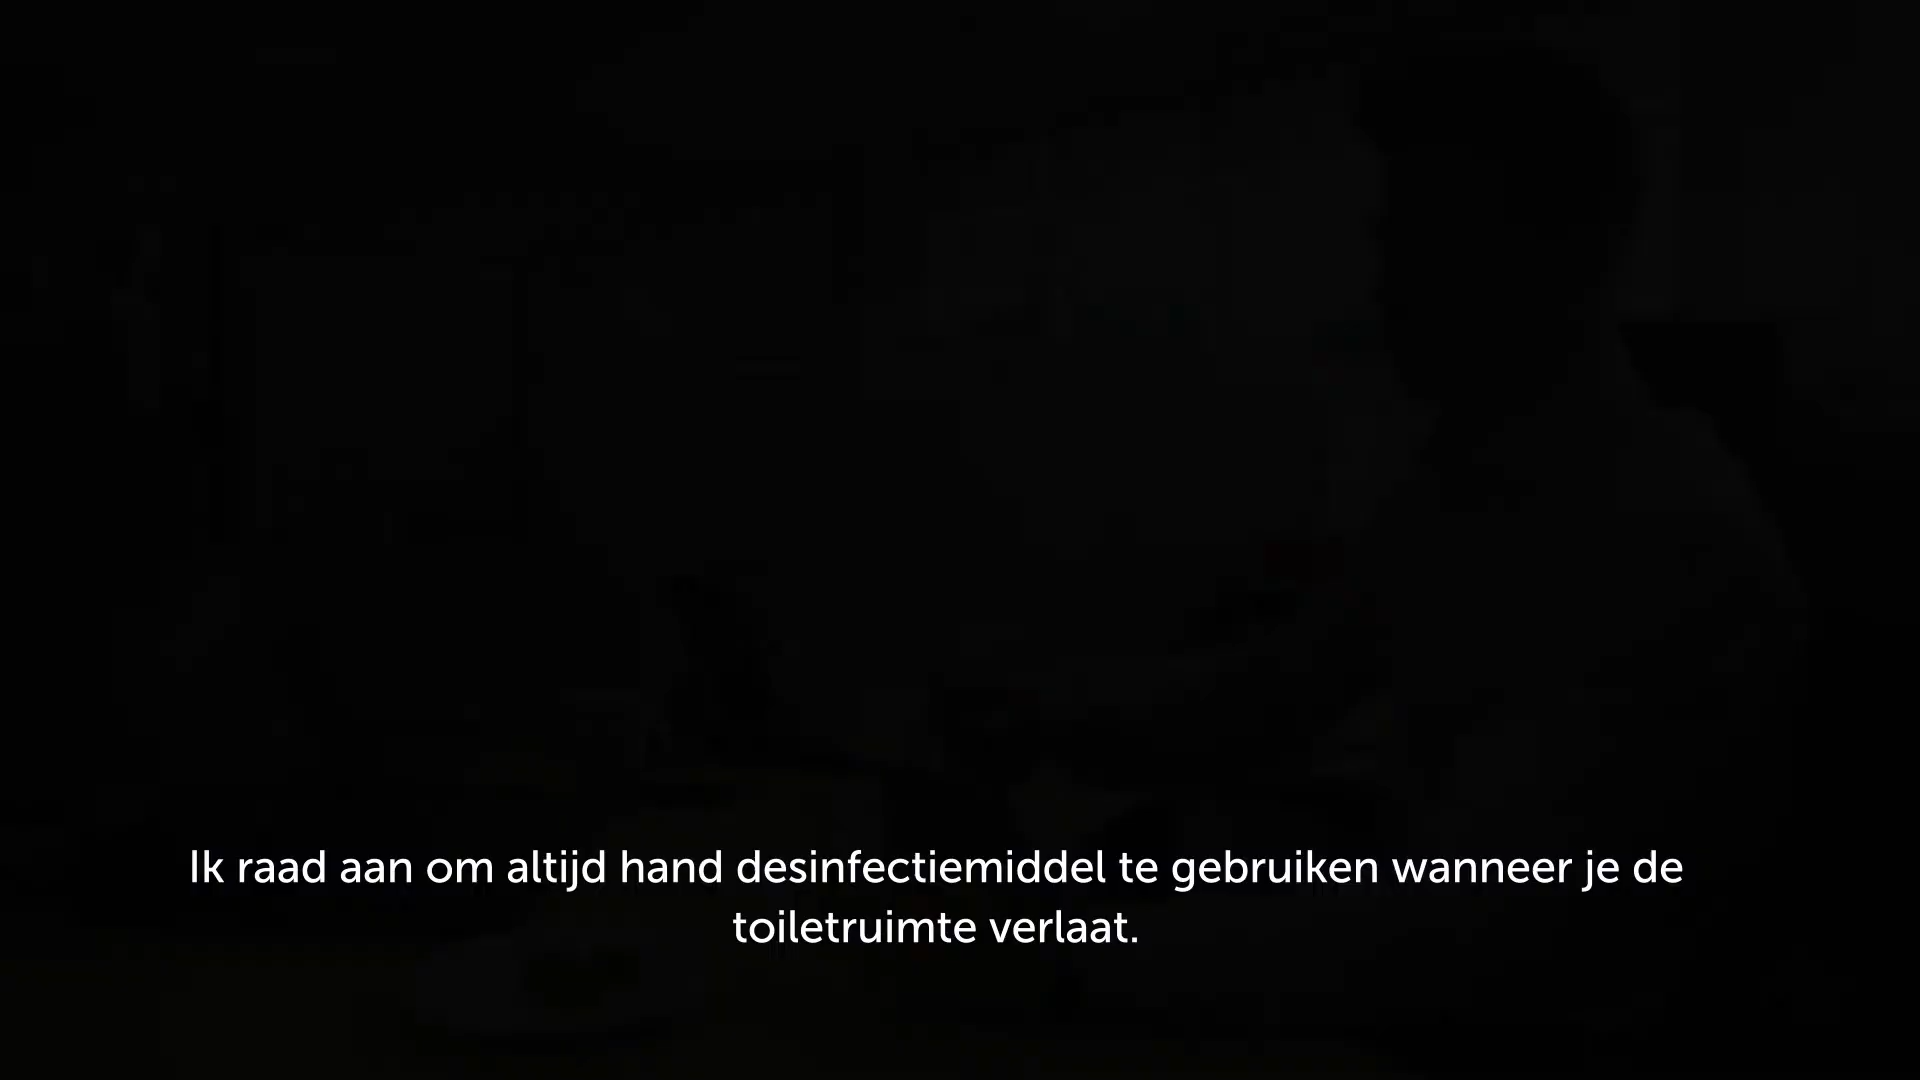 Ik raad aan om altijd hand desinfectiemiddel te gebruiken wanneer je de
toiletruimte verlaat.